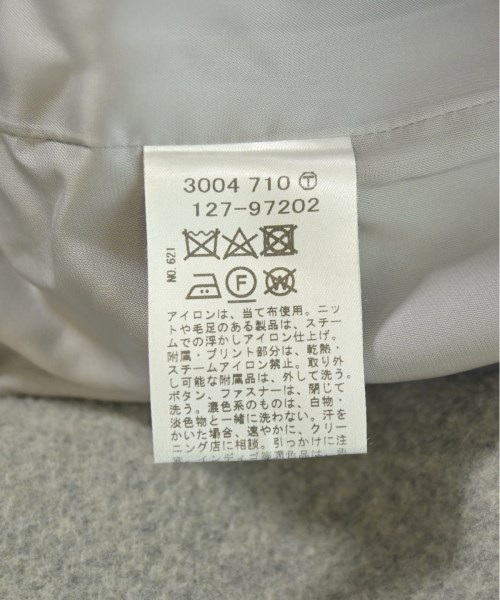 3004 710 Ⓣ
127-97202
NO.621
F
W
アイロンは、当て布使用。ニッ
トや毛足のある製品は、スチー
ムでの浮かしアイロン仕上げ。
附属・プリント部分は、乾熱・
スチームアイロン禁止。取り外
し可能な附属品は、外して洗う。
ボタン、ファスナーは、閉じて
洗う。濃色系のものは、白物・
淡色物と一緒に洗わない。汗を
かいた場合、速やかに、クリー
ニング店に相談。引っかけに注